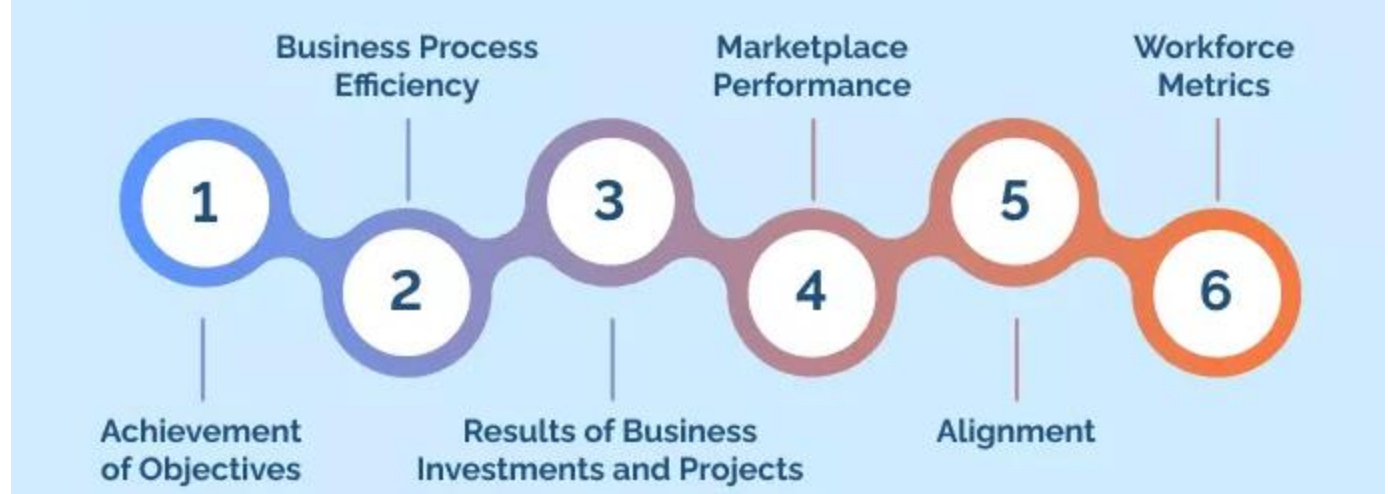 1
Achievement
of Objectives
Business Process
Efficiency
2
3
Results of Business
Investments and Projects
Marketplace
Performance
4
5
Alignment
Workforce
Metrics
6